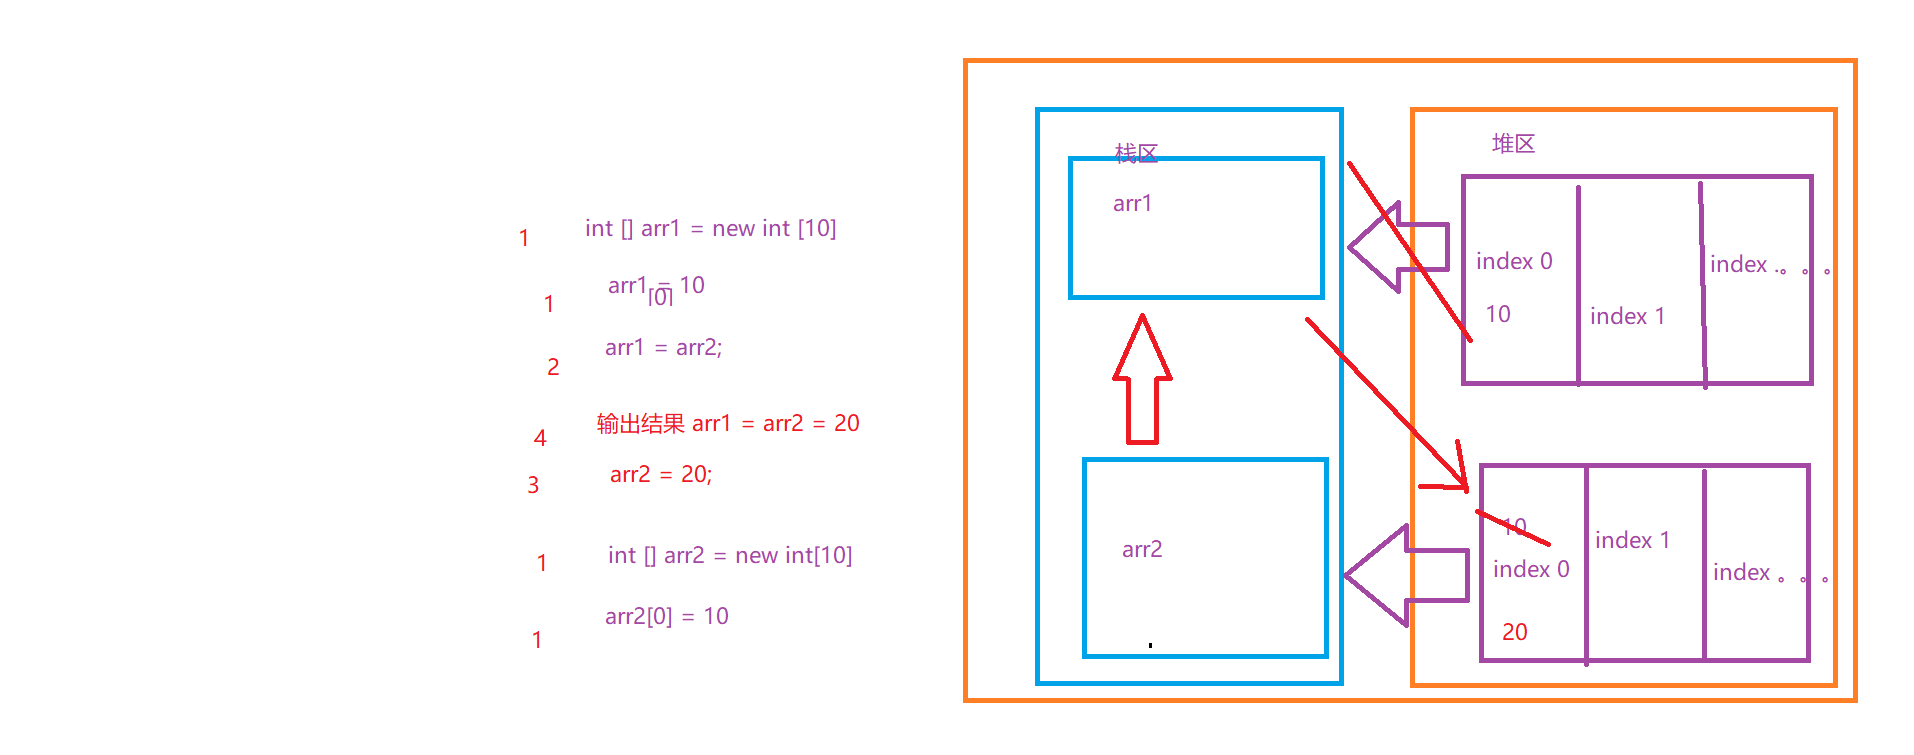 1 int [] arr1 = new int [10]
1 arr1 = 10
[0]
2 arr1 = arr2;
4 输出结果 arr1 = arr2 = 20
3 arr2 = 20;
1 int [] arr2 = new int[10]
1 arr2[0] = 10
栈区
arr1
arr2
堆区
index 0
10
index 1
index .。。。
10
index 0
20
index 1
index 。。。